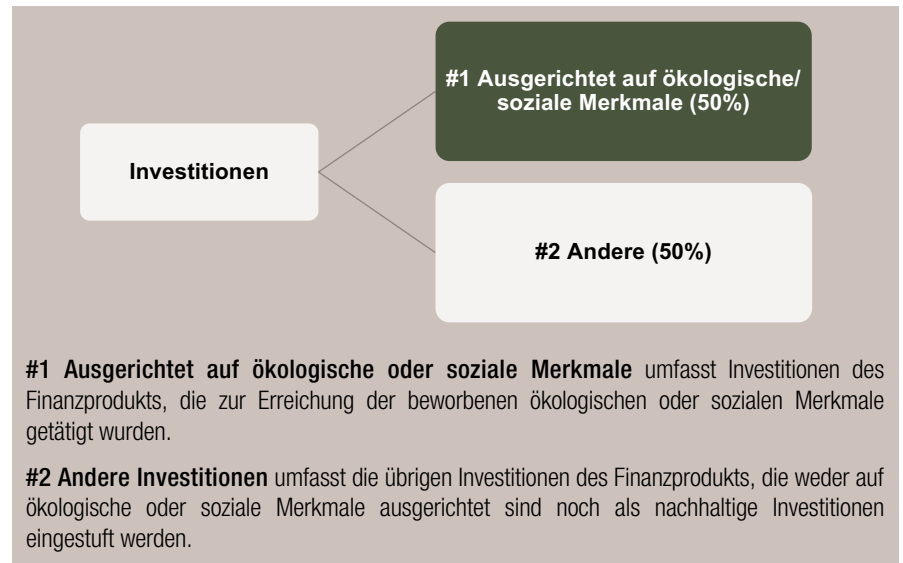 #1 Ausgerichtet auf ökologische/
soziale Merkmale (50%)
Investitionen
#2 Andere (50%)
#1 Ausgerichtet auf ökologische oder soziale Merkmale umfasst Investitionen des
Finanzprodukts, die zur Erreichung der beworbenen ökologischen oder sozialen Merkmale
getätigt wurden.
#2 Andere Investitionen umfasst die übrigen Investitionen des Finanzprodukts, die weder auf
ökologische oder soziale Merkmale ausgerichtet sind noch als nachhaltige Investitionen
eingestuft werden.